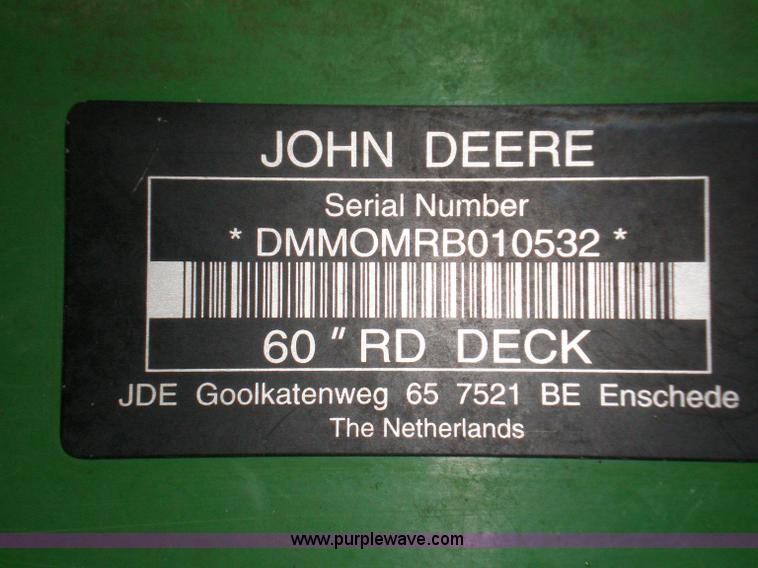 JOHN DEERE
Serial Number
* DMMOMRB010532 *
60 " RD DECK
JDE Goolkatenweg 65 7521 BE Enschede
The Netherlands
www.purplewave.com